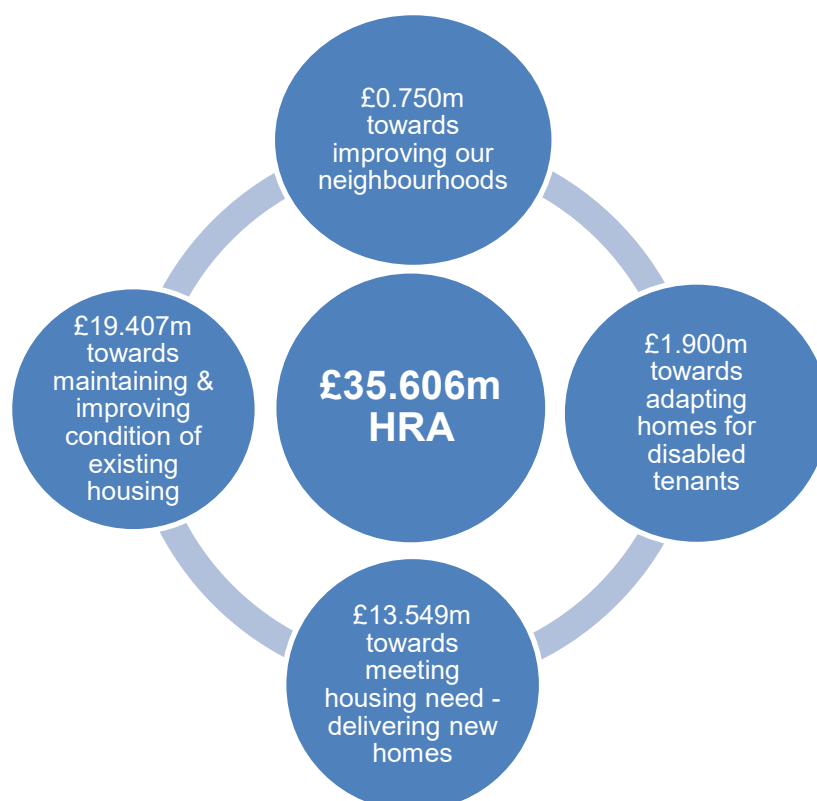 £0.750m
towards
improving our
neighbourhoods
£19.407m
towards
maintaining &
improving
condition of
existing
housing
£35.606m
HRA
£1.900m
towards
adapting
homes for
disabled
tenants
£13.549m
towards
meeting
housing need -
delivering new
homes